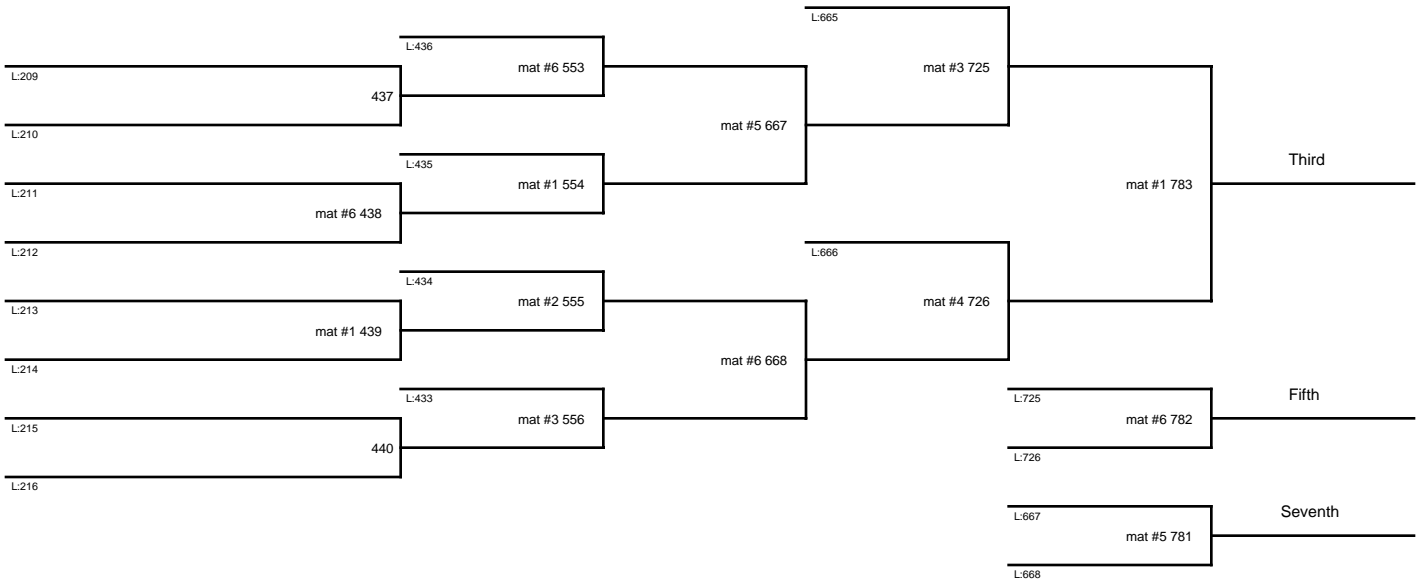 L:665
L:436
mat #6 553
mat #3 725
L:209
437
L:210
mat #5 667
L:435
Third
L:211
mat #1 554
mat #1 783
mat #6 438
L:212
L:666
L:434
L:213
mat #2 555
mat #4 726
mat #1 439
L:214
mat #6 668
L:433
L:725
Fifth
L:215
mat #3 556
mat #6 782
440
L:726
L:216
L:667
Seventh
mat #5 781
L:668